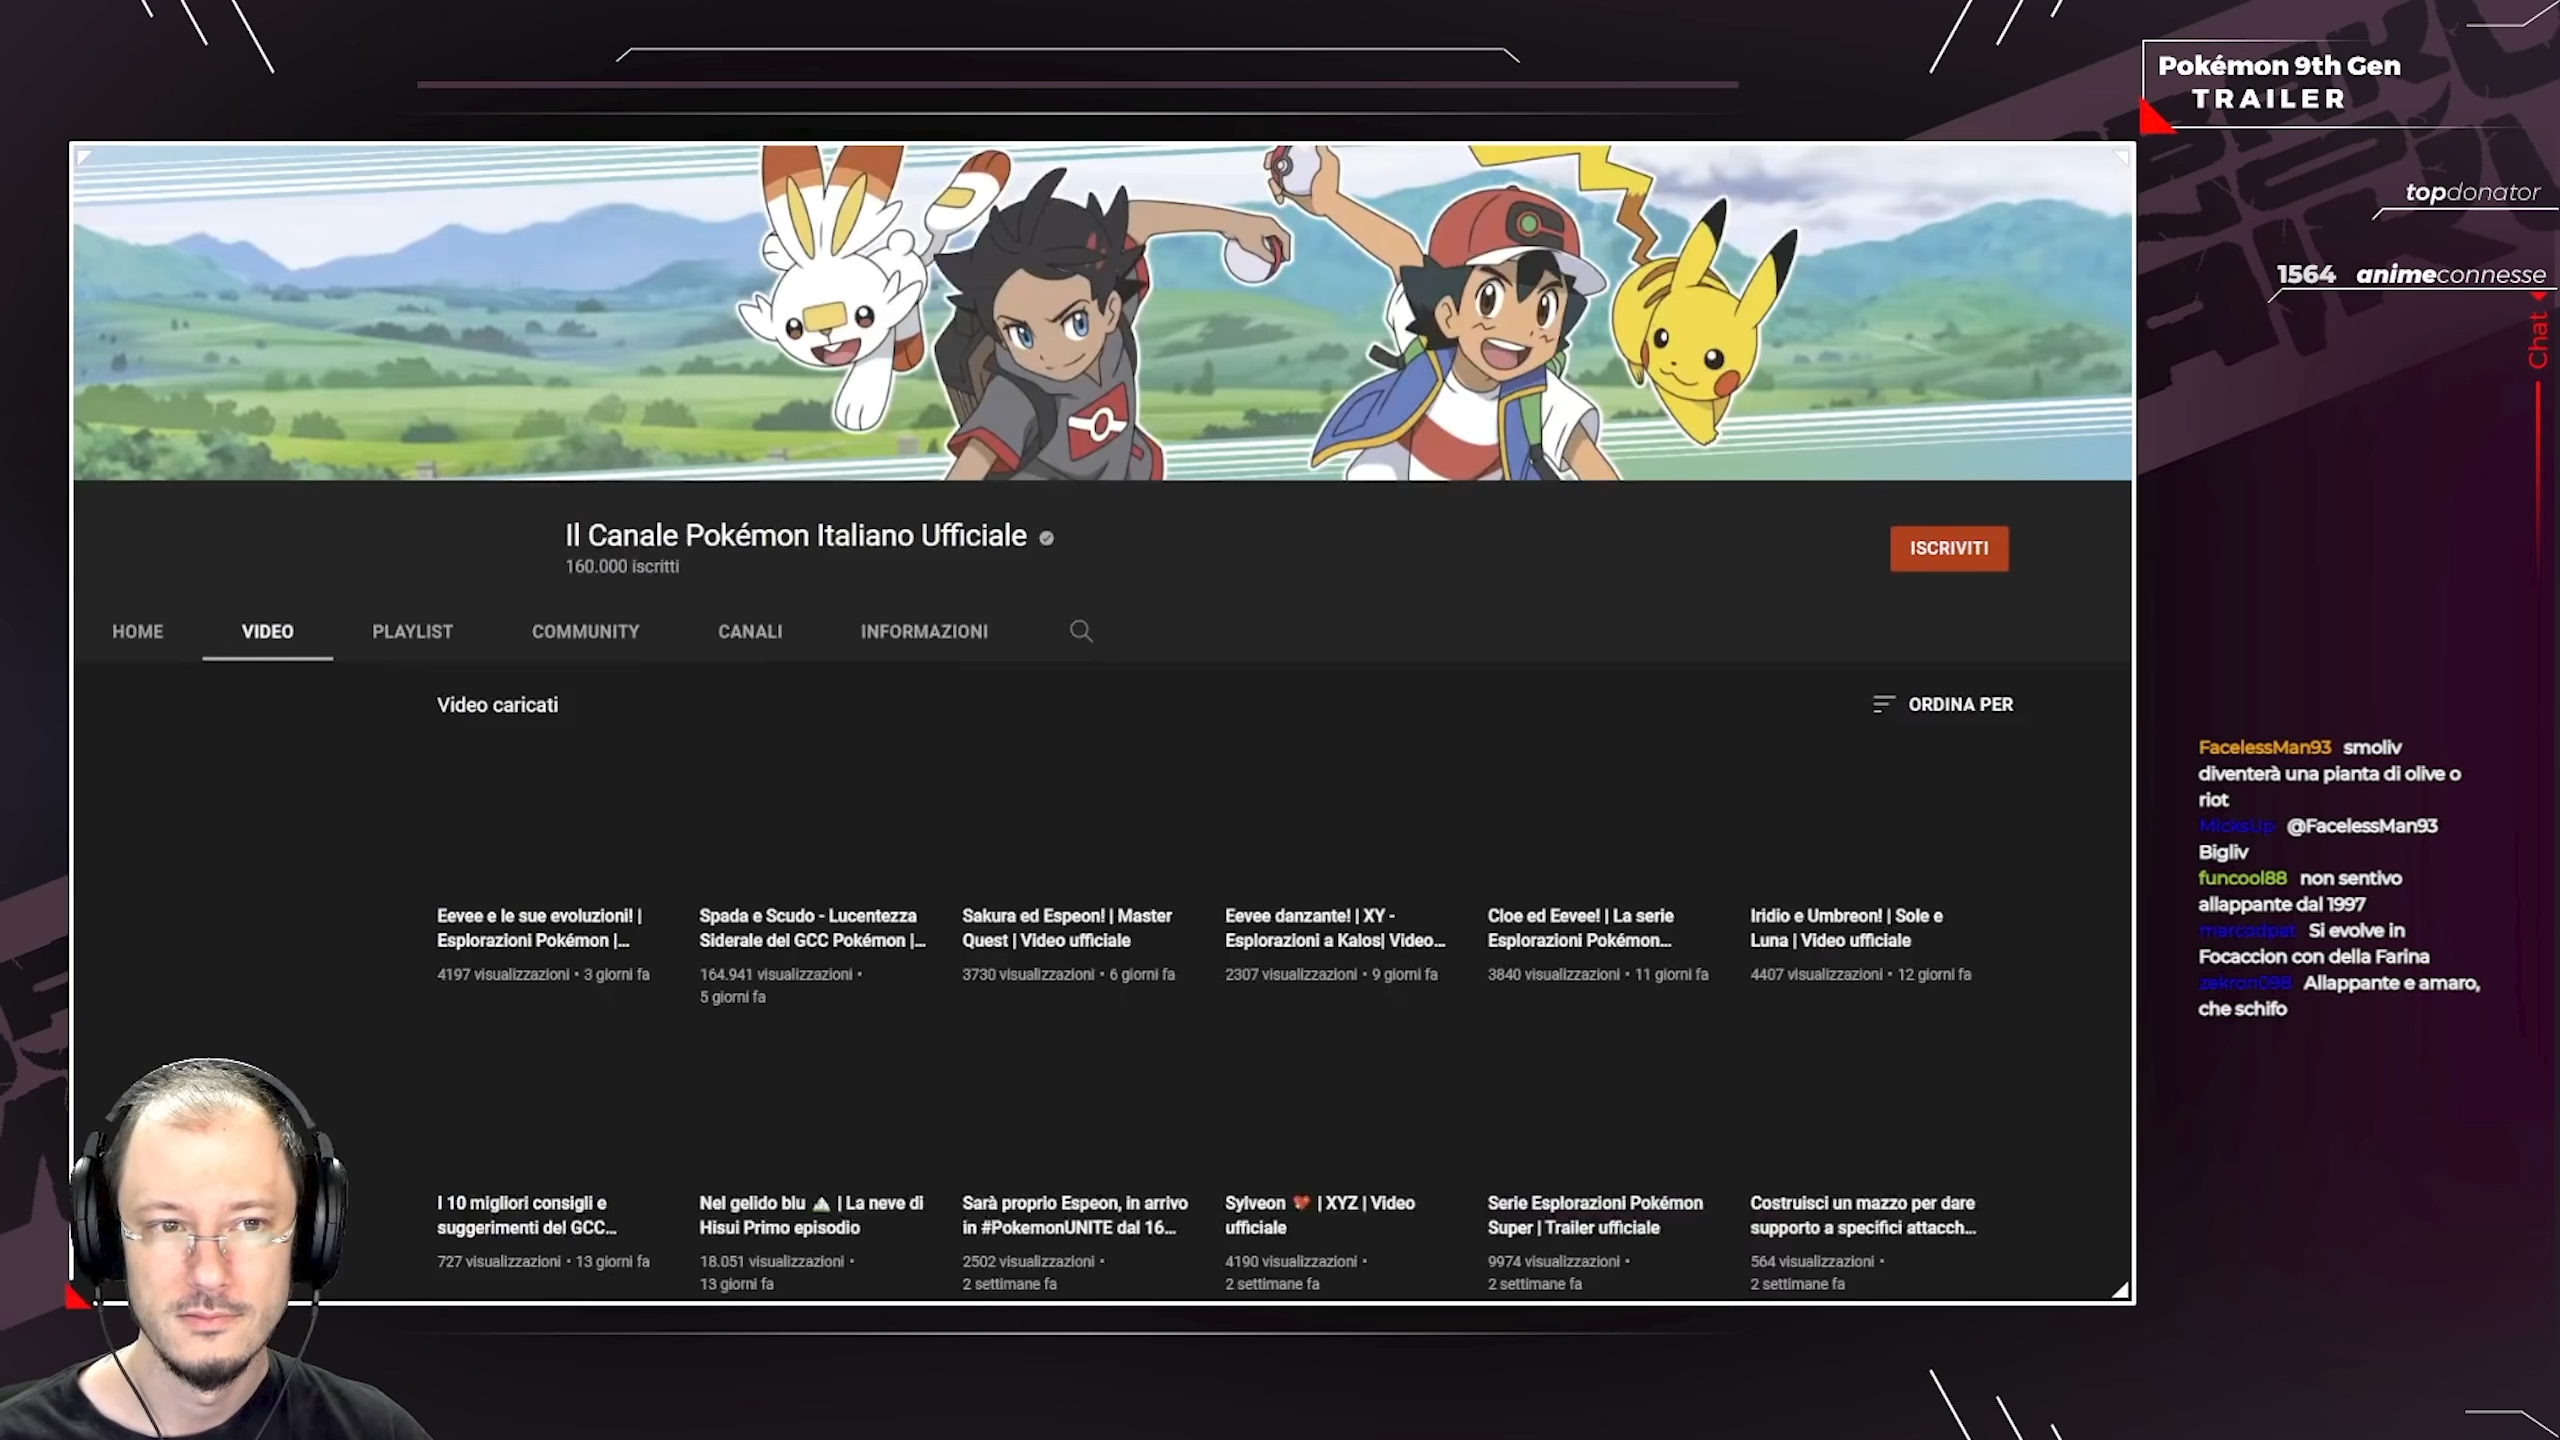 Pokémon 9th Gen
TRAILER
topdonator
1564 animeconnesse
Chat
Il Canale Pokémon Italiano Ufficiale
160.000 iscritti
ISCRIVITI
HOME VIDEO PLAYLIST COMMUNITY CANALI INFORMAZIONI
Video caricati
ORDINA PER
Eevee e le sue evoluzioni! |
Esplorazioni Pokémon |...
4197 visualizzazioni • 3 giorni fa
Spada e Scudo - Lucentezza
Siderale del GCC Pokémon |...
164.941 visualizzazioni •
5 giorni fa
Sakura ed Espeon! | Master
Quest | Video ufficiale
3730 visualizzazioni • 6 giorni fa
Eevee danzante! | XY -
Esplorazioni a Kalos| Video...
2307 visualizzazioni • 9 giorni fa
Cloe ed Eevee! | La serie
Esplorazioni Pokémon...
3840 visualizzazioni • 11 giorni fa
Iridio e Umbreon! | Sole e
Luna | Video ufficiale
4407 visualizzazioni • 12 giorni fa
I 10 migliori consigli e
suggerimenti del GCC...
727 visualizzazioni • 13 giorni fa
Nel gelido blu 🏔️ | La neve di
Hisui Primo episodio
18.051 visualizzazioni •
13 giorni fa
Sarà proprio Espeon, in arrivo
in #PokemonUNITE dal 16...
2502 visualizzazioni •
2 settimane fa
Sylveon 💖 | XYZ | Video
ufficiale
4190 visualizzazioni •
2 settimane fa
Serie Esplorazioni Pokémon
Super | Trailer ufficiale
9974 visualizzazioni •
2 settimane fa
Costruisci un mazzo per dare
supporto a specifici attacch...
564 visualizzazioni •
2 settimane fa
FacelessMan93 smoliv
diventerà una pianta di olive o
riot
MicksUp @FacelessMan93
Bigliv
funcool88 non sentivo
allappante dal 1997
marcodpat Si evolve in
Focaccion con della Farina
zekron098 Allappante e amaro,
che schifo